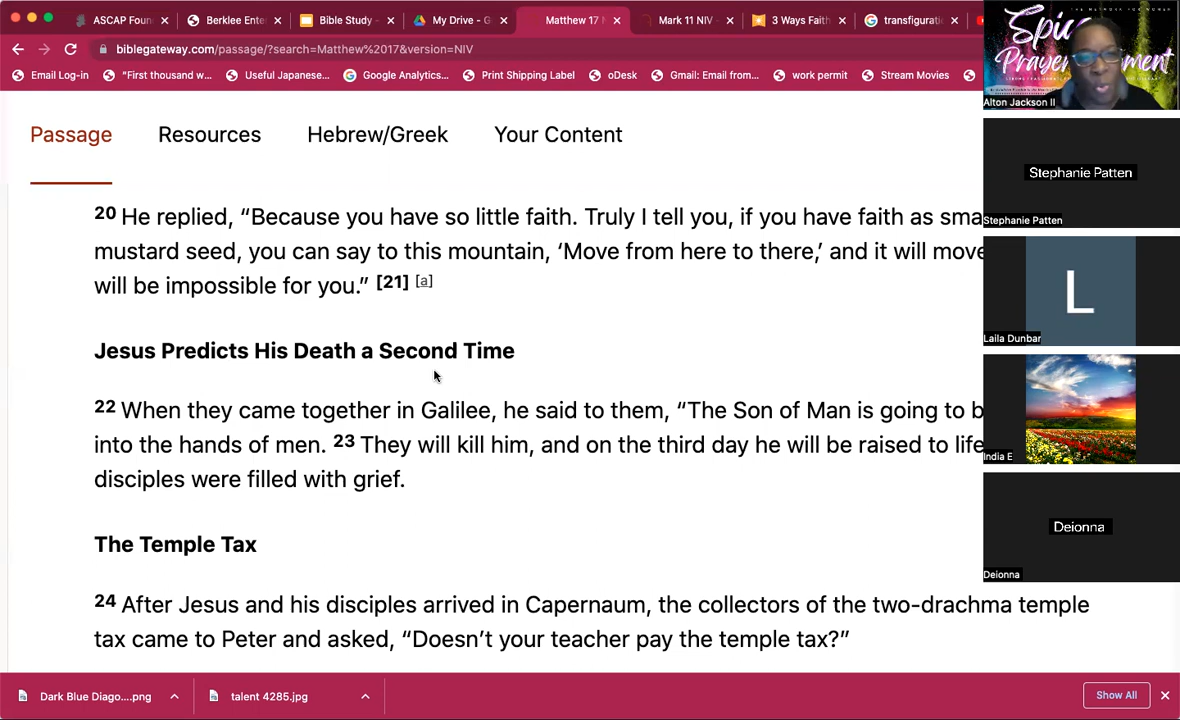 ASCAP Foun
Berklee Ente
Bible Study -
My Drive - G
Matthew 17 N
Mark 11 NIV -
3 Ways Faith
transfigurati
biblegateway.com/passage/?search=Matthew%2017&version=NIV
Email Log-in
"First thousand w...
Useful Japanese...
Google Analytics...
Print Shipping Label
oDesk
Gmail: Email from...
work permit
Stream Movies
Passage
Resources
Hebrew/Greek
Your Content
20 He replied, “Because you have so little faith. Truly I tell you, if you have faith as sma
mustard seed, you can say to this mountain, ‘Move from here to there,’ and it will move
will be impossible for you.” [21] [a]
Jesus Predicts His Death a Second Time
22 When they came together in Galilee, he said to them, “The Son of Man is going to b
into the hands of men. 23 They will kill him, and on the third day he will be raised to life
disciples were filled with grief.
The Temple Tax
24 After Jesus and his disciples arrived in Capernaum, the collectors of the two-drachma temple
tax came to Peter and asked, “Doesn’t your teacher pay the temple tax?”
Epic
Prayer
ment
Alton Jackson II
Stephanie Patten
Stephanie Patten
L
Laila Dunbar
India E
Deionna
Deionna
Dark Blue Diago....png
talent 4285.jpg
Show All